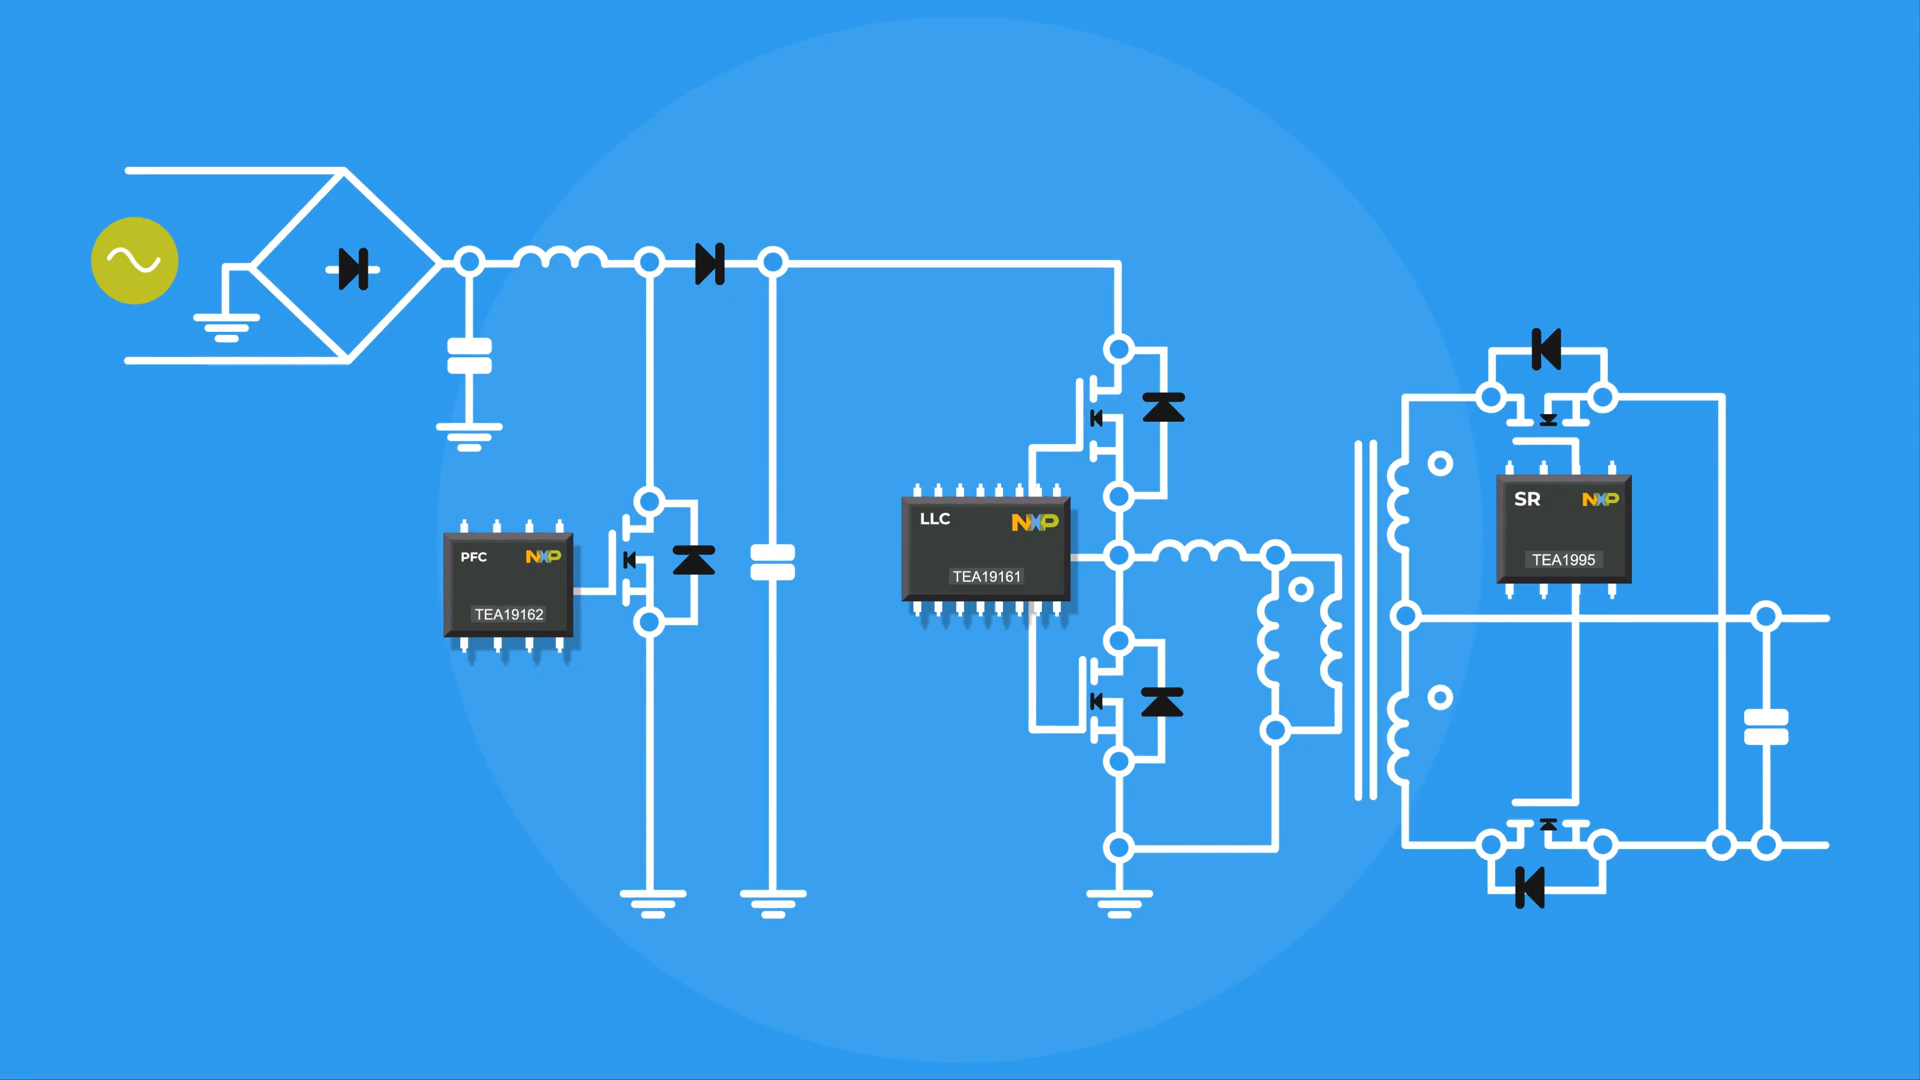 PFC NXP
TEA19162
LLC NXP
TEA19161
SR NXP
TEA1995